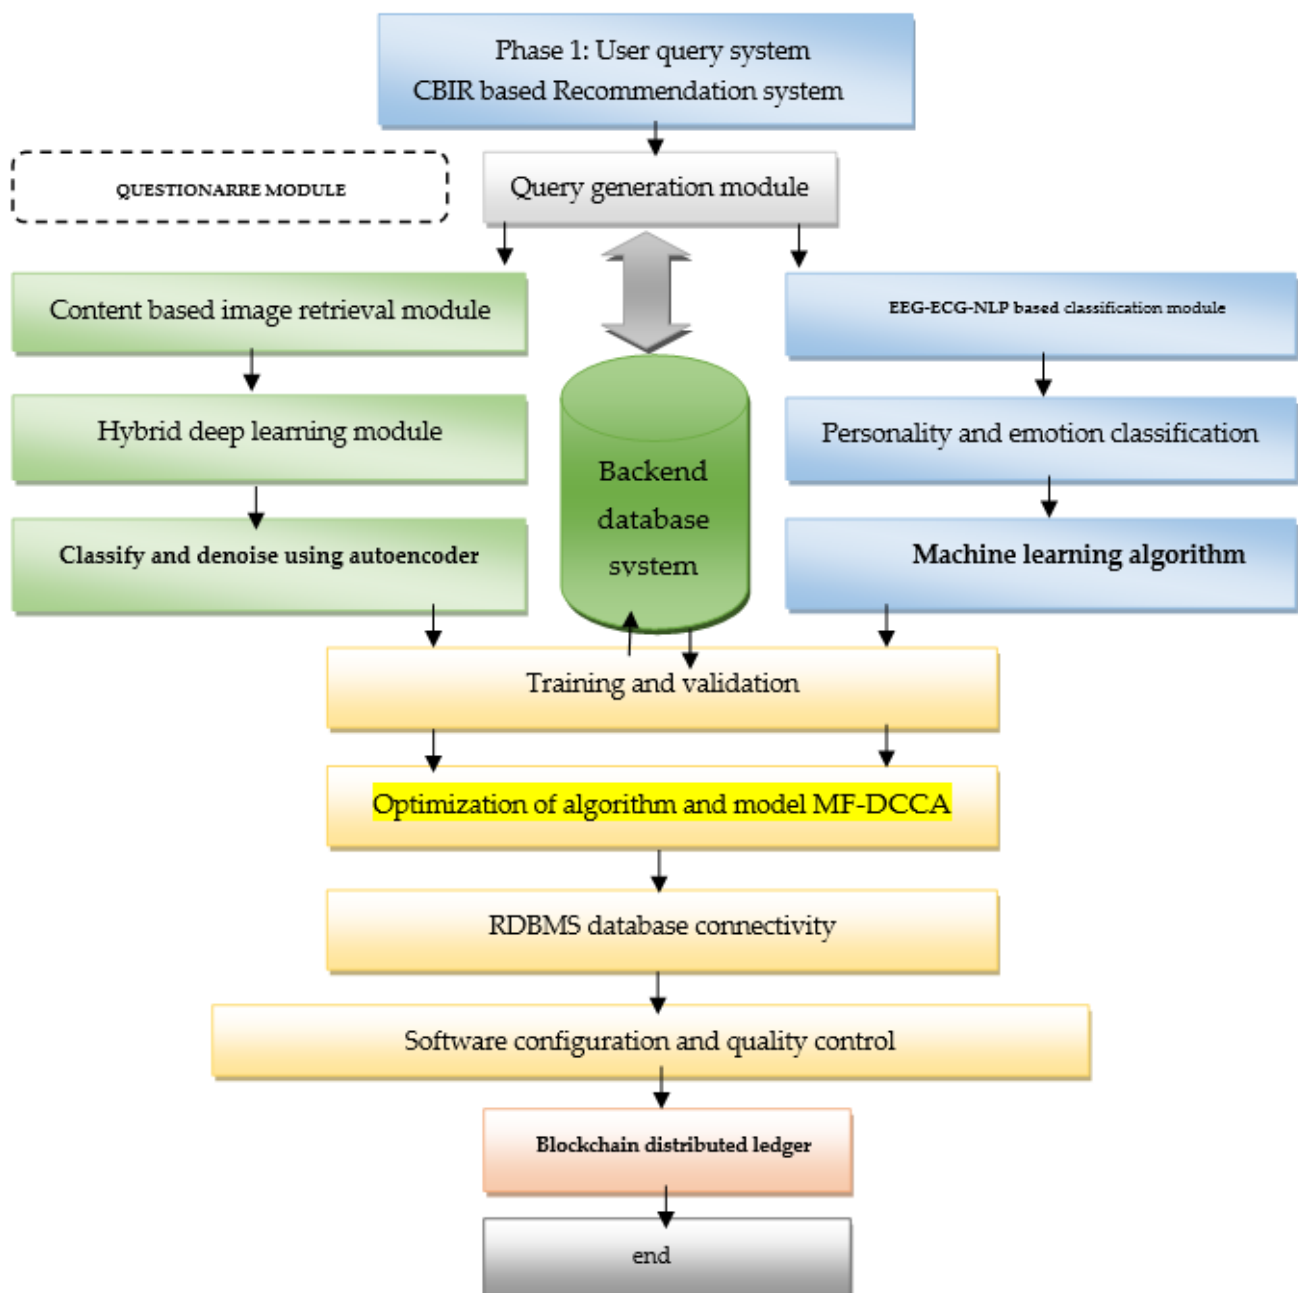 Phase 1: User query system
CBIR based Recommendation system
QUESTIONARRE MODULE
Query generation module
Content based image retrieval module
EEG-ECG-NLP based classification module
Hybrid deep learning module
Personality and emotion classification
Backend
database
system
Classify and denoise using autoencoder
Machine learning algorithm
Training and validation
Optimization of algorithm and model MF-DCCA
RDBMS database connectivity
Software configuration and quality control
Blockchain distributed ledger
end